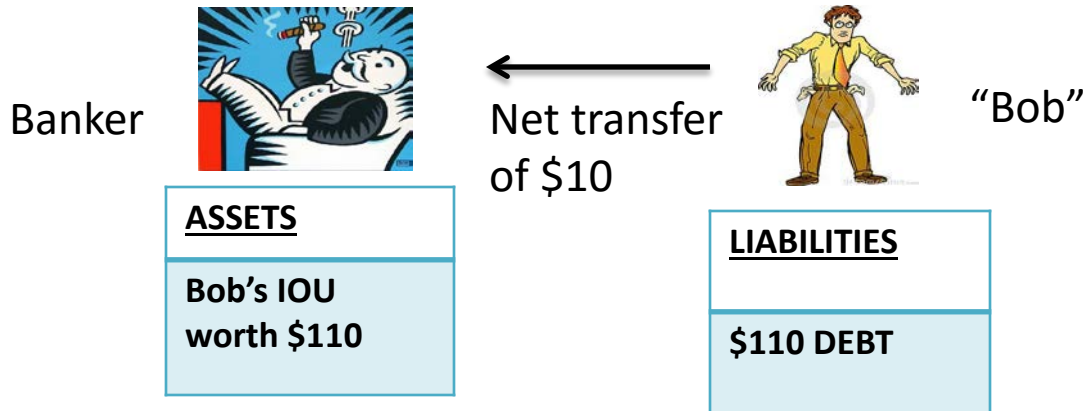 Banker
Net transfer
of $10
“Bob”
ASSETS
Bob’s IOU
worth $110
LIABILITIES
$110 DEBT